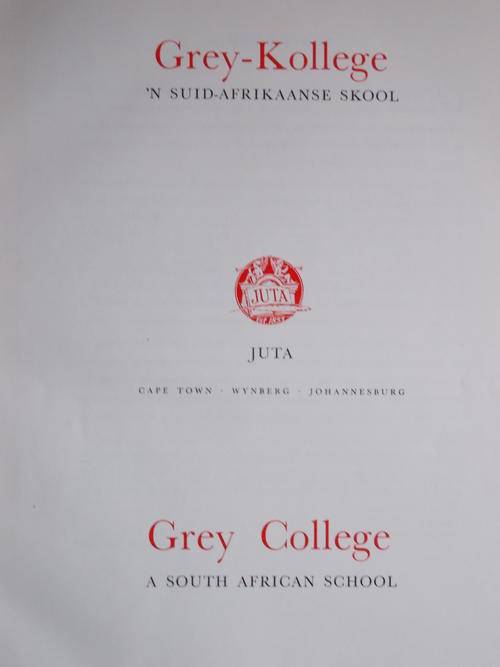 Grey-Kollege
'N SUID-AFRIKAANSE SKOOL
JUTA
JUTA
CAPE TOWN · WYNBERG · JOHANNESBURG
Grey College
A SOUTH AFRICAN SCHOOL